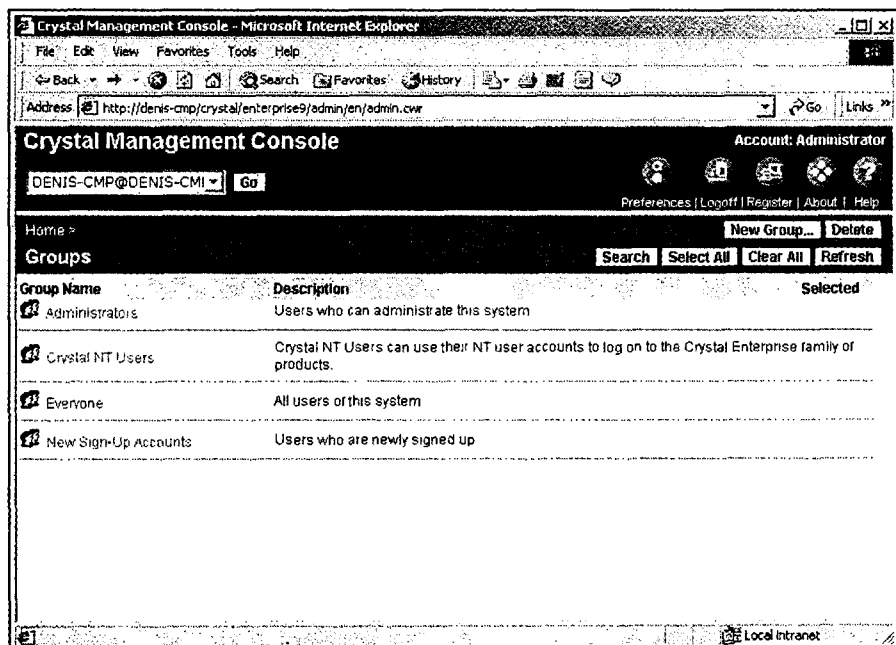 Crystal Management Console - Microsoft Internet Explorer
File Edit View Favorites Tools Help
Back Search Favorites History
Address http://denis-cmp/crystal/enterprise9/admin/en/admin.cwr Go Links »
Crystal Management Console Account: Administrator
DENIS-CMP@DENIS-CMI Go
Preferences | Logoff | Register | About | Help
Home > New Group... Delete
Groups Search Select All Clear All Refresh
Group Name Description Selected
Administrators Users who can administrate this system
Crystal NT Users Crystal NT Users can use their NT user accounts to log on to the Crystal Enterprise family of
products.
Everyone All users of this system
New Sign-Up Accounts Users who are newly signed up
Local intranet